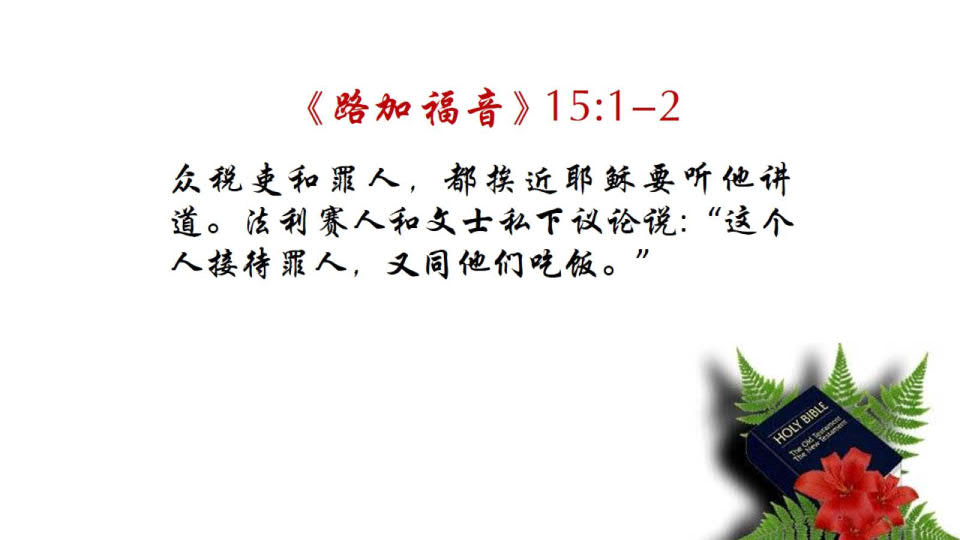 《路加福音》15:1-2
众税吏和罪人，都挨近耶稣要听他讲
道。法利赛人和文士私下议论说:“这个
人接待罪人，又同他们吃饭。”
HOLY BIBLE
The Old Testament
The New Testament